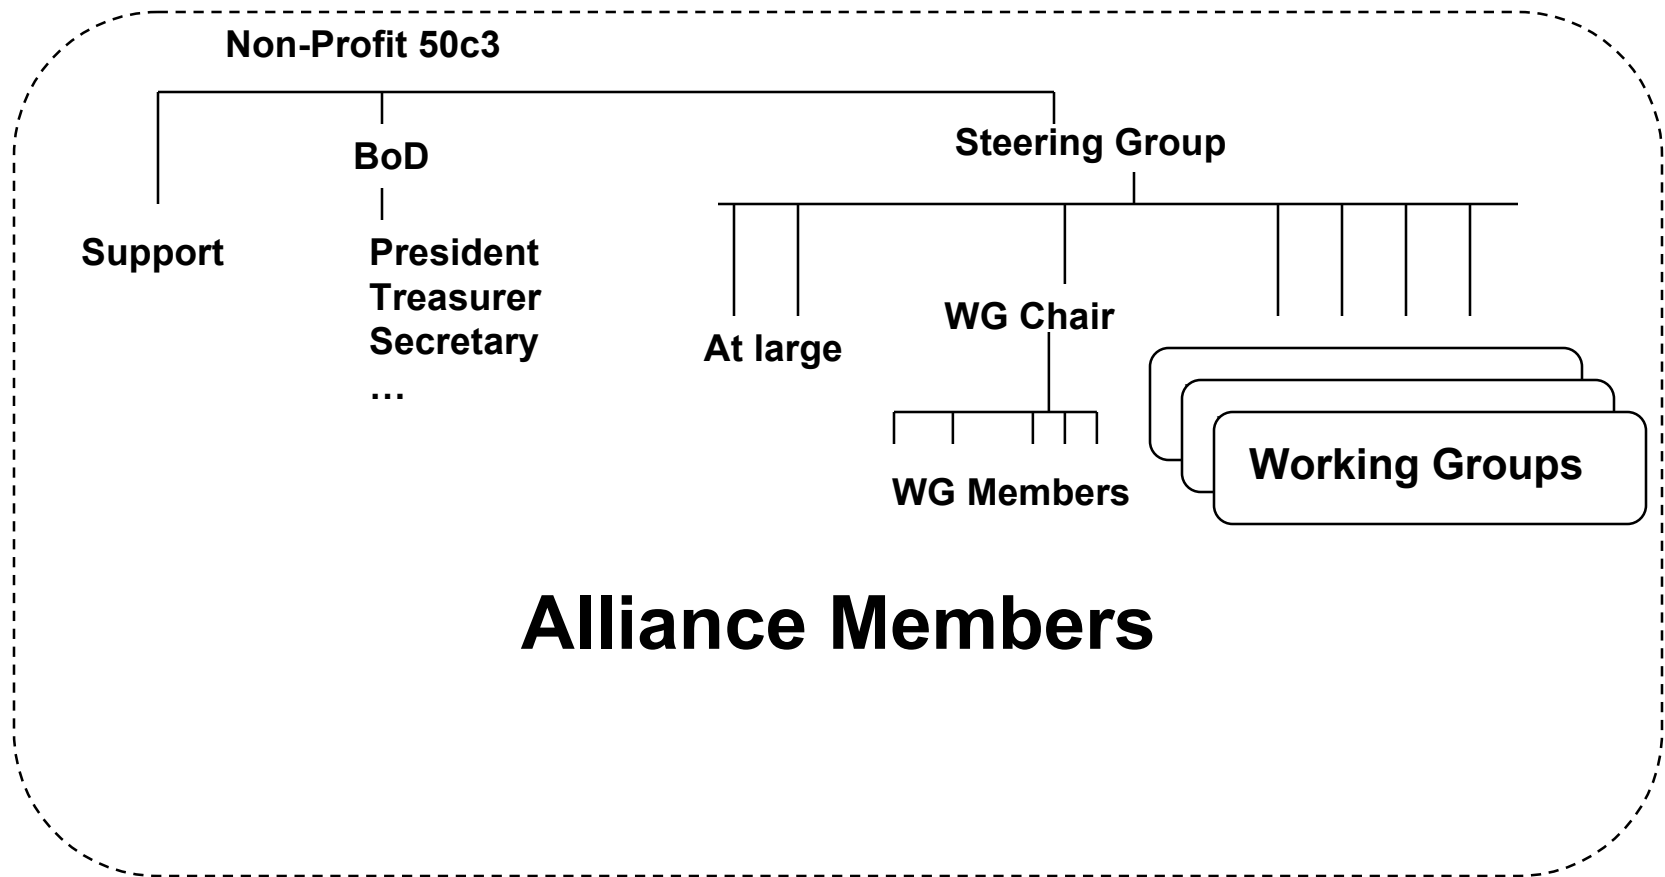 Non-Profit 50c3
BoD
Steering Group
Support
President
Treasurer
Secretary
…
At large
WG Chair
WG Members
Working Groups
Alliance Members